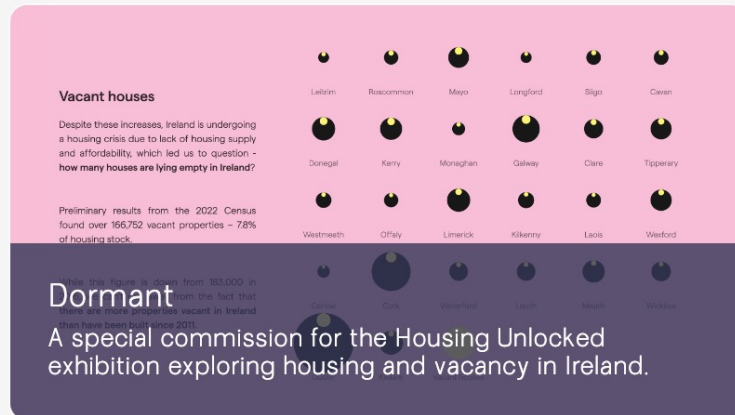 Vacant houses
Despite these increases, Ireland is undergoing
a housing crisis due to lack of housing supply
and affordability, which led us to question -
how many houses are lying empty in Ireland?
Preliminary results from the 2022 Census
found over 166,752 vacant properties – 7.8%
of housing stock.
While this figure is down from 183,000 in
from the fact that
there are more properties vacant in Ireland
than have been built since 2011.
Leitrim Roscommon Mayo Longford Sligo Cavan
Donegal Kerry Monaghan Galway Clare Tipperary
Westmeath Offaly Limerick Kilkenny Laois Wexford
Carlow Cork Waterford Louth Meath Wicklow
Dormant
A special commission for the Housing Unlocked
exhibition exploring housing and vacancy in Ireland.